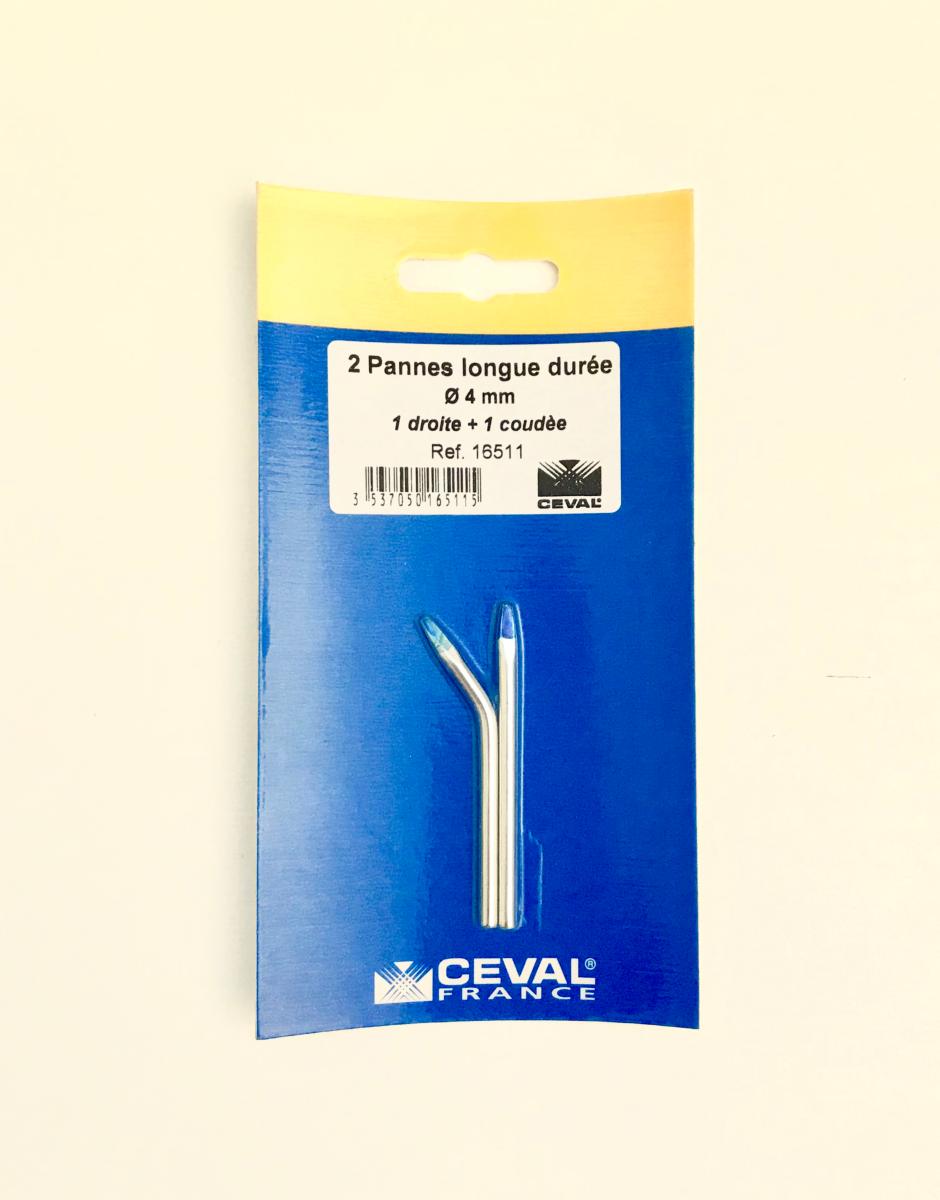 2 Pannes longue durée
Ø 4 mm
1 droite + 1 coudèe
Ref. 16511
3 537050 165115
CEVAL
CEVAL®
FRANCE